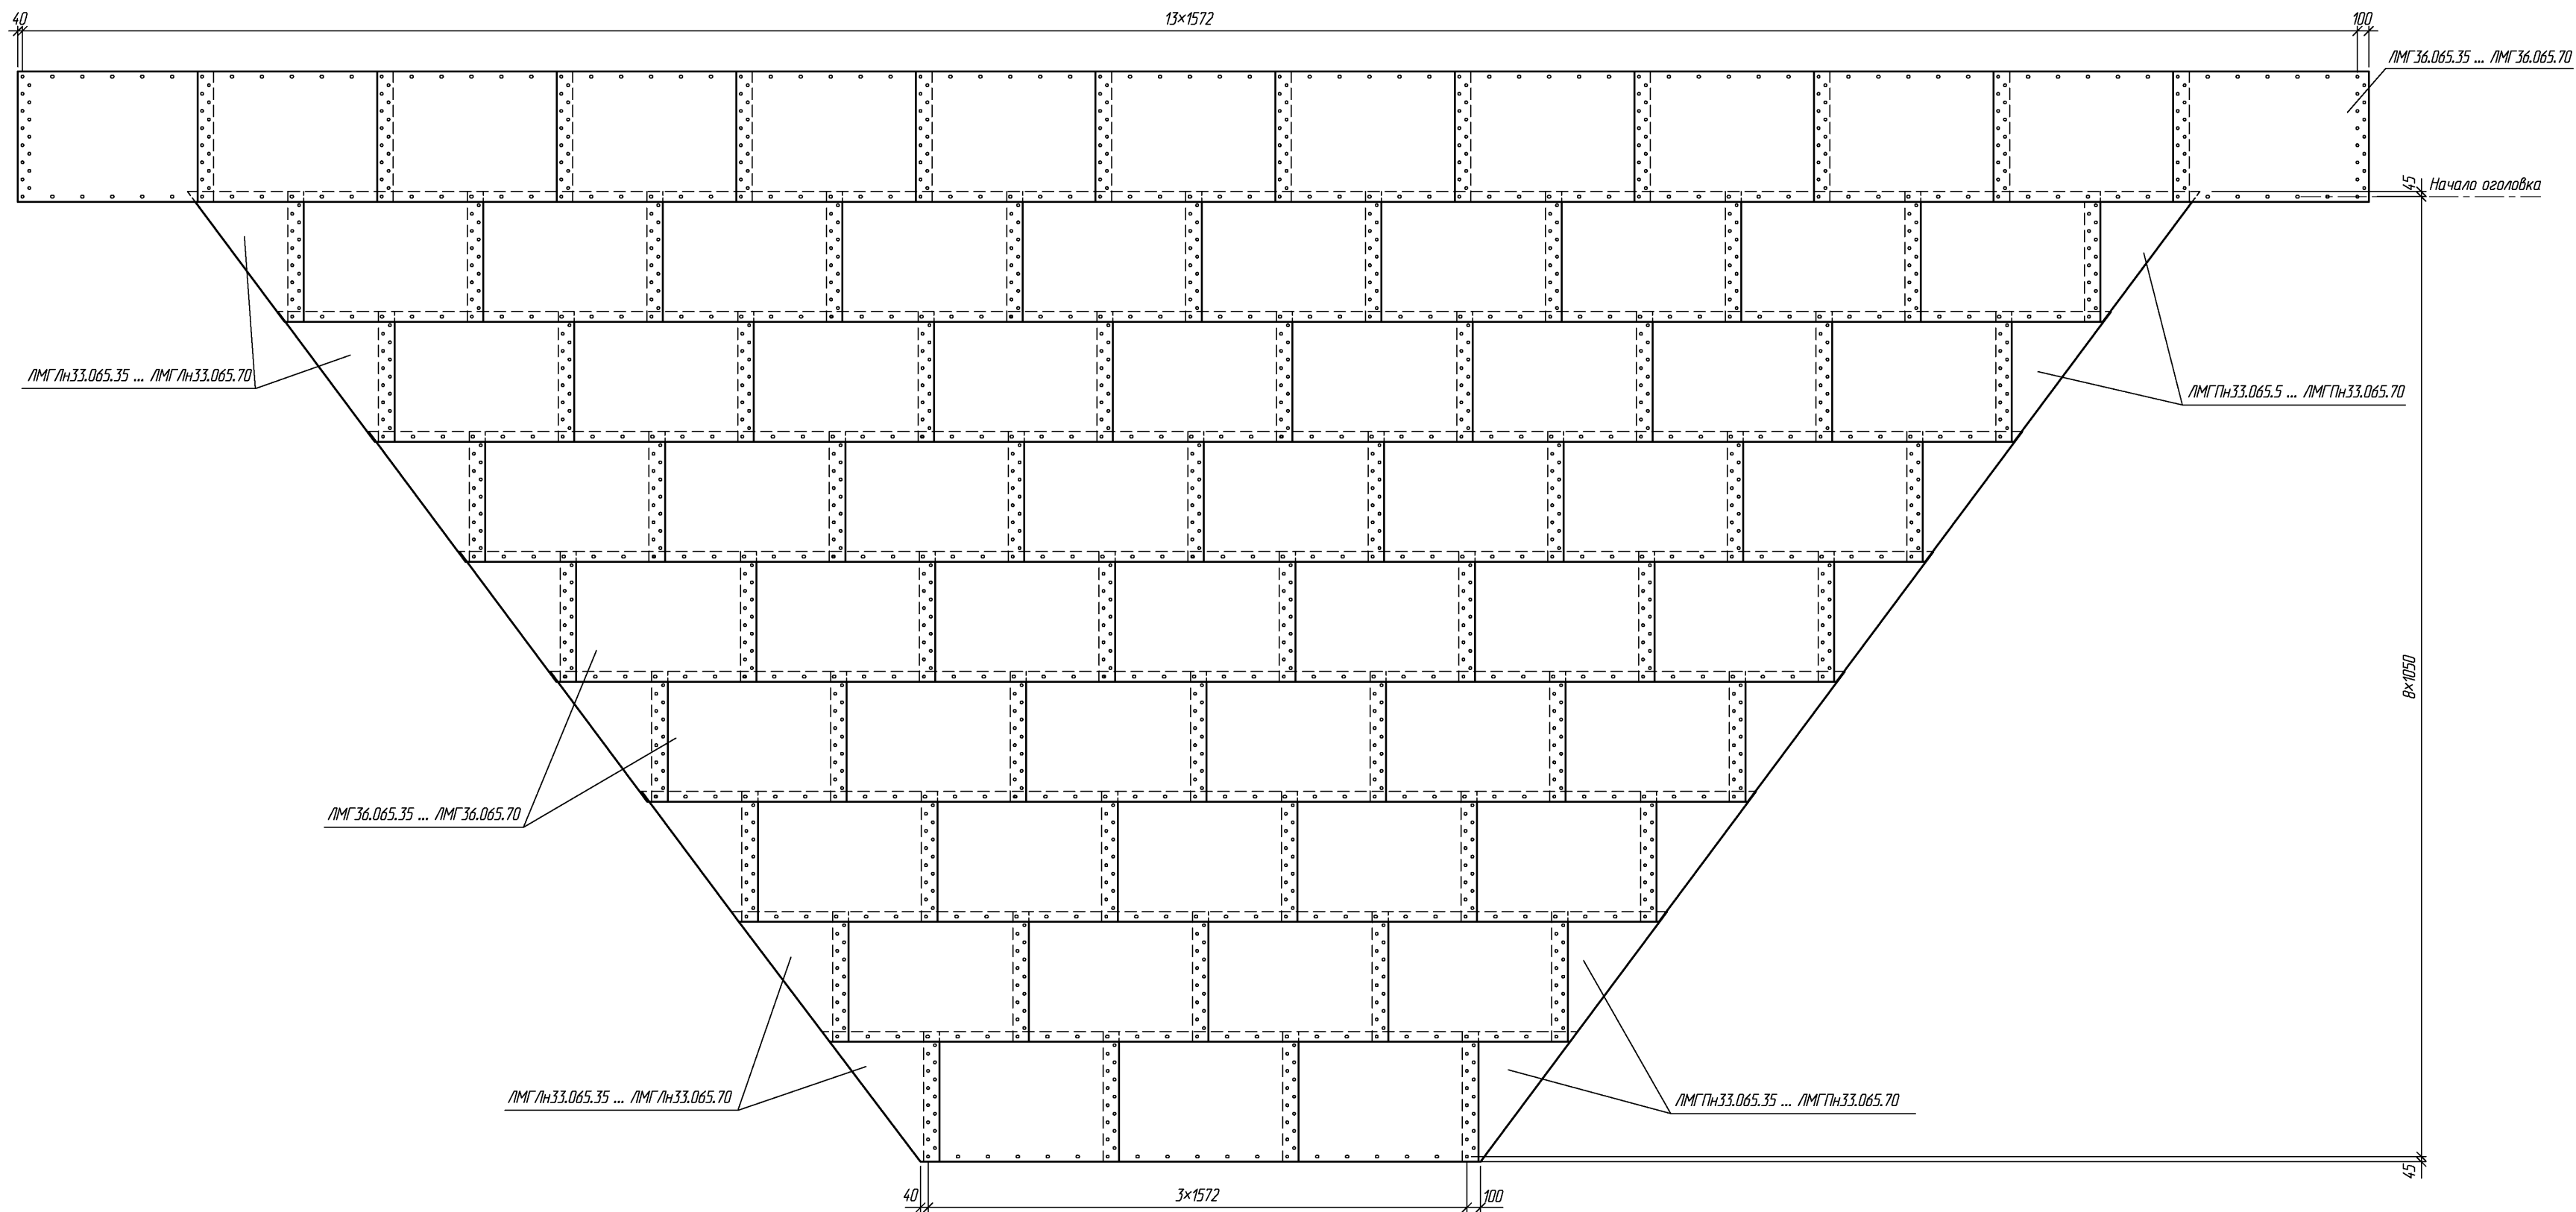 40
13×1572
100
ЛМГ36.065.35 ... ЛМГ36.065.70
45
Начало оголовка
ЛМГЛн33.065.35 ... ЛМГЛн33.065.70
ЛМГПн33.065.5 ... ЛМГПн33.065.70
8×1050
ЛМГ36.065.35 ... ЛМГ36.065.70
ЛМГЛн33.065.35 ... ЛМГЛн33.065.70
ЛМГПн33.065.35 ... ЛМГПн33.065.70
45
40
3×1572
100